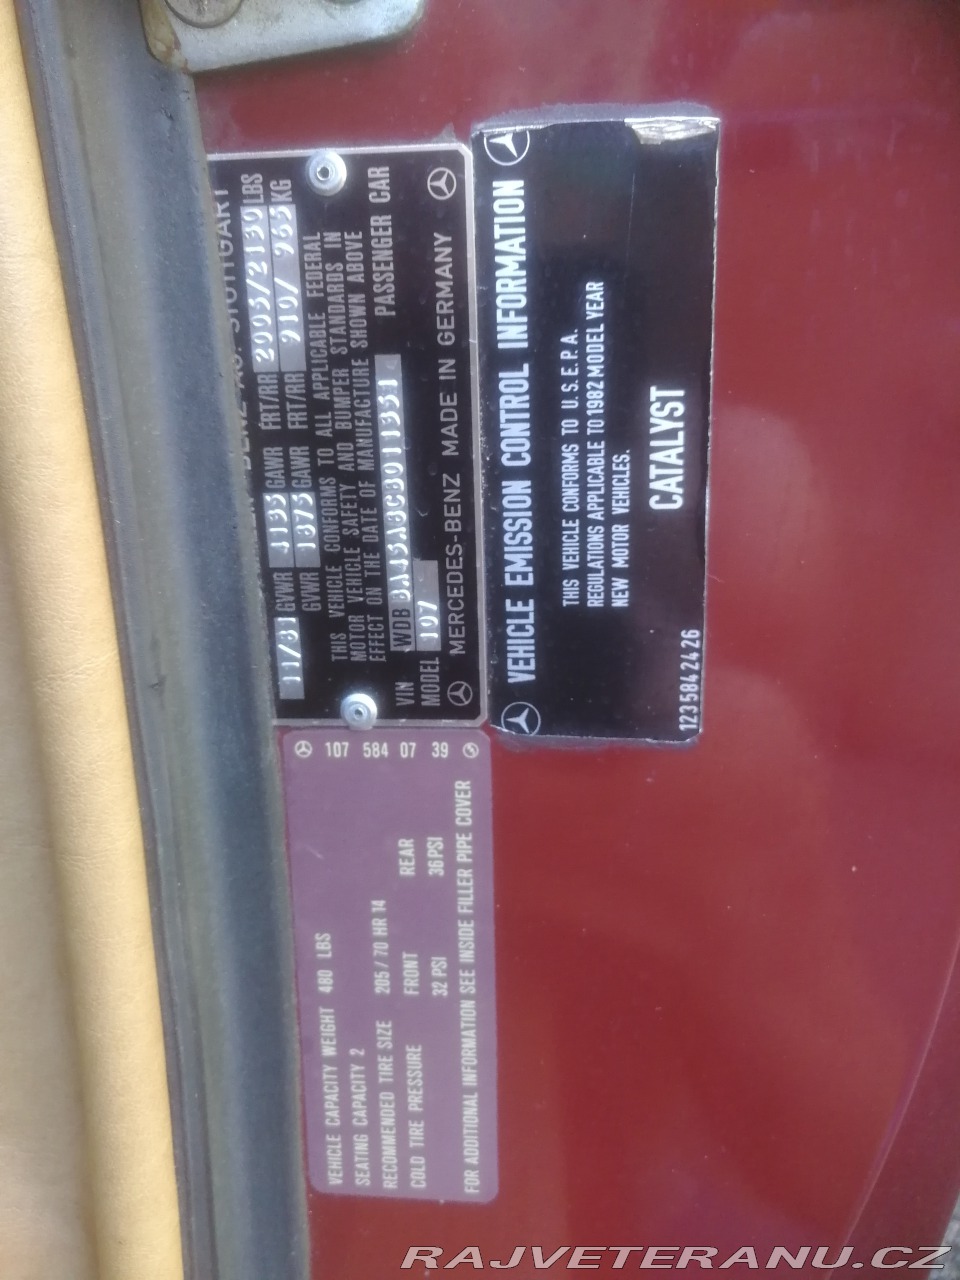 11/81 GVWR 4135 GAWR FRT/RR 2003/2130 LBS
GVWR 1875 GAWR FRT/RR 910/ 965 KG
THIS VEHICLE CONFORMS TO ALL APPLICABLE FEDERAL
MOTOR VEHICLE SAFETY AND BUMPER STANDARDS IN
EFFECT ON THE DATE OF MANUFACTURE SHOWN ABOVE
VIN WDB BA45A8CB011351 PASSENGER CAR
MODEL 107
MERCEDES-BENZ MADE IN GERMANY
VEHICLE EMISSION CONTROL INFORMATION
THIS VEHICLE CONFORMS TO U.S.E.P.A.
REGULATIONS APPLICABLE TO 1982 MODEL YEAR
NEW MOTOR VEHICLES.
CATALYST
123 584 24 26
107 584 07 39
VEHICLE CAPACITY WEIGHT 480 LBS
SEATING CAPACITY 2
RECOMMENDED TIRE SIZE 205/70 HR 14
COLD TIRE PRESSURE FRONT REAR
32 PSI 36 PSI
FOR ADDITIONAL INFORMATION SEE INSIDE FILLER PIPE COVER
RAJVETERANU.CZ